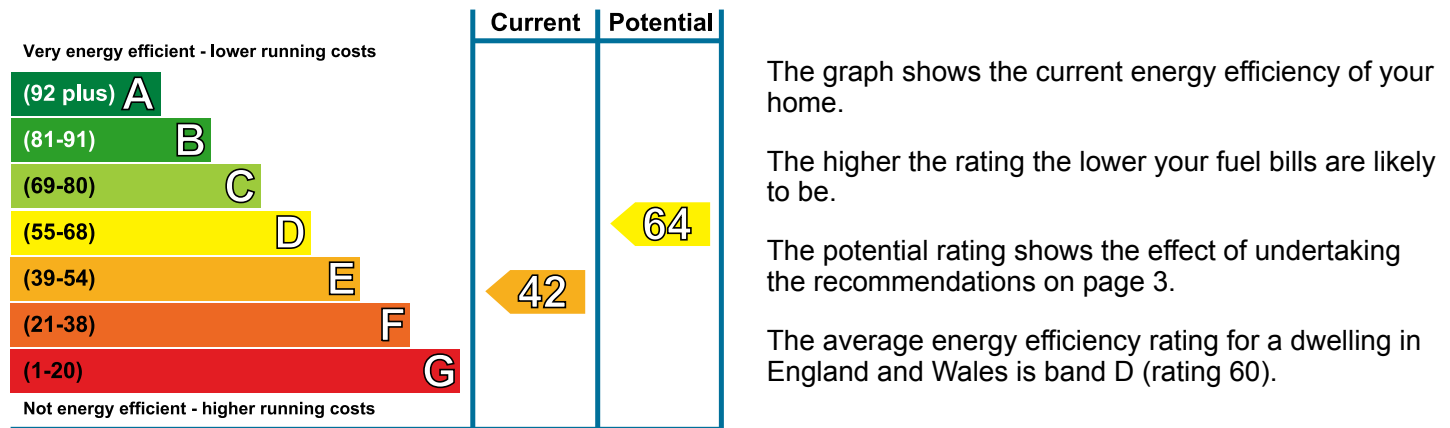 Current Potential
Very energy efficient - lower running costs
(92 plus) A
(81-91) B
(69-80) C
(55-68) D
(39-54) E
(21-38) F
(1-20) G
Not energy efficient - higher running costs
64
42
The graph shows the current energy efficiency of your
home.
The higher the rating the lower your fuel bills are likely
to be.
The potential rating shows the effect of undertaking
the recommendations on page 3.
The average energy efficiency rating for a dwelling in
England and Wales is band D (rating 60).